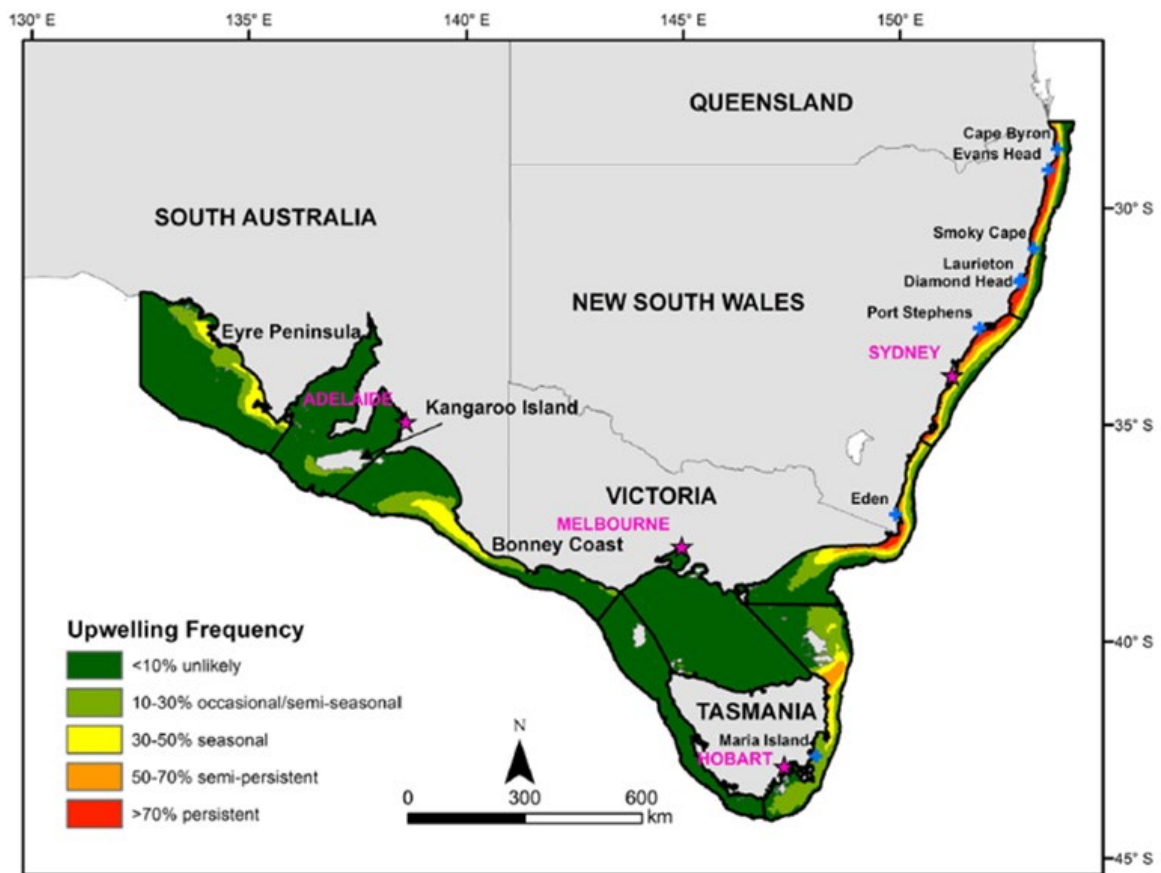 130° E
135° E
140° E
145° E
150° E
QUEENSLAND
Cape Byron
Evans Head
SOUTH AUSTRALIA
30° S
Smoky Cape
Laurieton
Diamond Head
NEW SOUTH WALES
Port Stephens
Eyre Peninsula
SYDNEY
ADELAIDE
Kangaroo Island
35° S
VICTORIA
Eden
MELBOURNE
Bonney Coast
Upwelling Frequency
<10% unlikely
10-30% occasional/semi-seasonal
30-50% seasonal
50-70% semi-persistent
>70% persistent
40° S
TASMANIA
Maria Island
HOBART
N
0 300 600
km
45° S